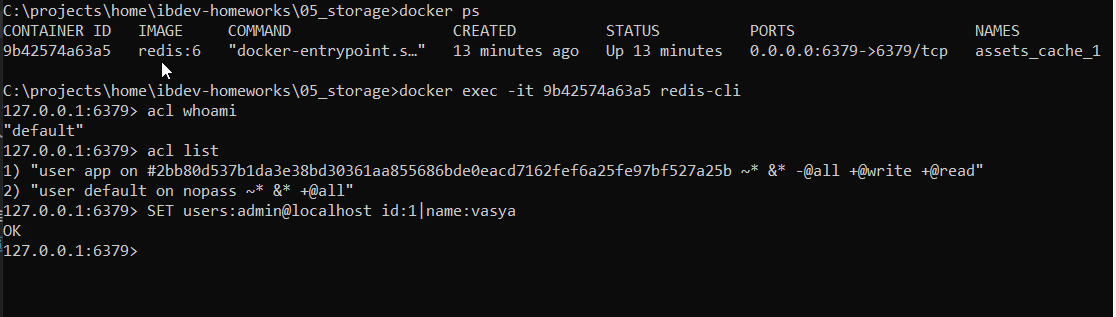 C:\projects\home\ibdev-homeworks\05_storage>docker ps
CONTAINER ID   IMAGE     COMMAND                  CREATED          STATUS          PORTS                    NAMES
9b42574a63a5   redis:6   "docker-entrypoint.s…"   13 minutes ago   Up 13 minutes   0.0.0.0:6379->6379/tcp   assets_cache_1
C:\projects\home\ibdev-homeworks\05_storage>docker exec -it 9b42574a63a5 redis-cli
127.0.0.1:6379> acl whoami
"default"
127.0.0.1:6379> acl list
1) "user app on #2bb80d537b1da3e38bd30361aa855686bde0eacd7162fef6a25fe97bf527a25b ~* &* -@all +@write +@read"
2) "user default on nopass ~* &* +@all"
127.0.0.1:6379> SET users:admin@localhost id:1|name:vasya
OK
127.0.0.1:6379>